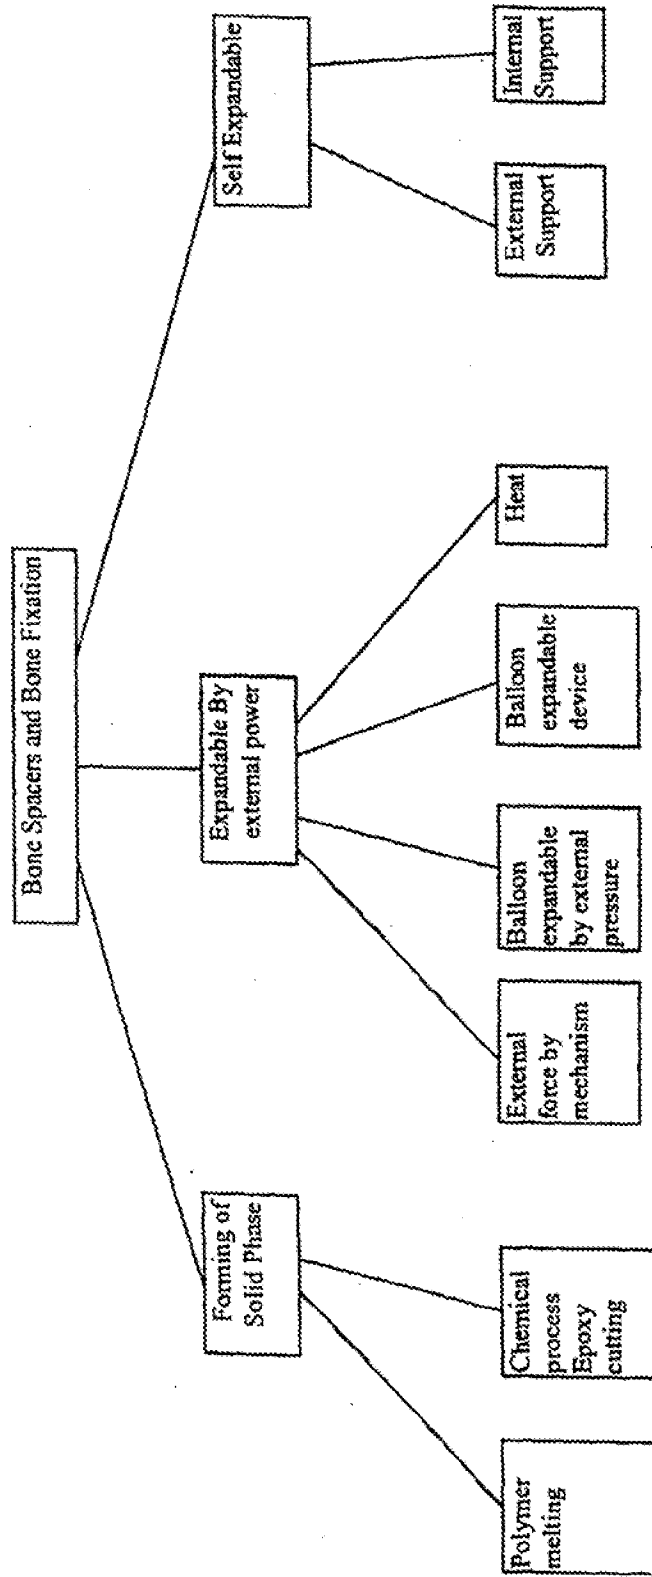 Bone Spacers and Bone Fixation
Forming of
Solid Phase
Expandable By
external power
Self Expandable
Polymer
melting
Chemical
process
Epoxy
cutting
External
force by
mechanism
Balloon
expandable
by external
pressure
Balloon
expandable
device
Heat
External
Support
Internal
Support